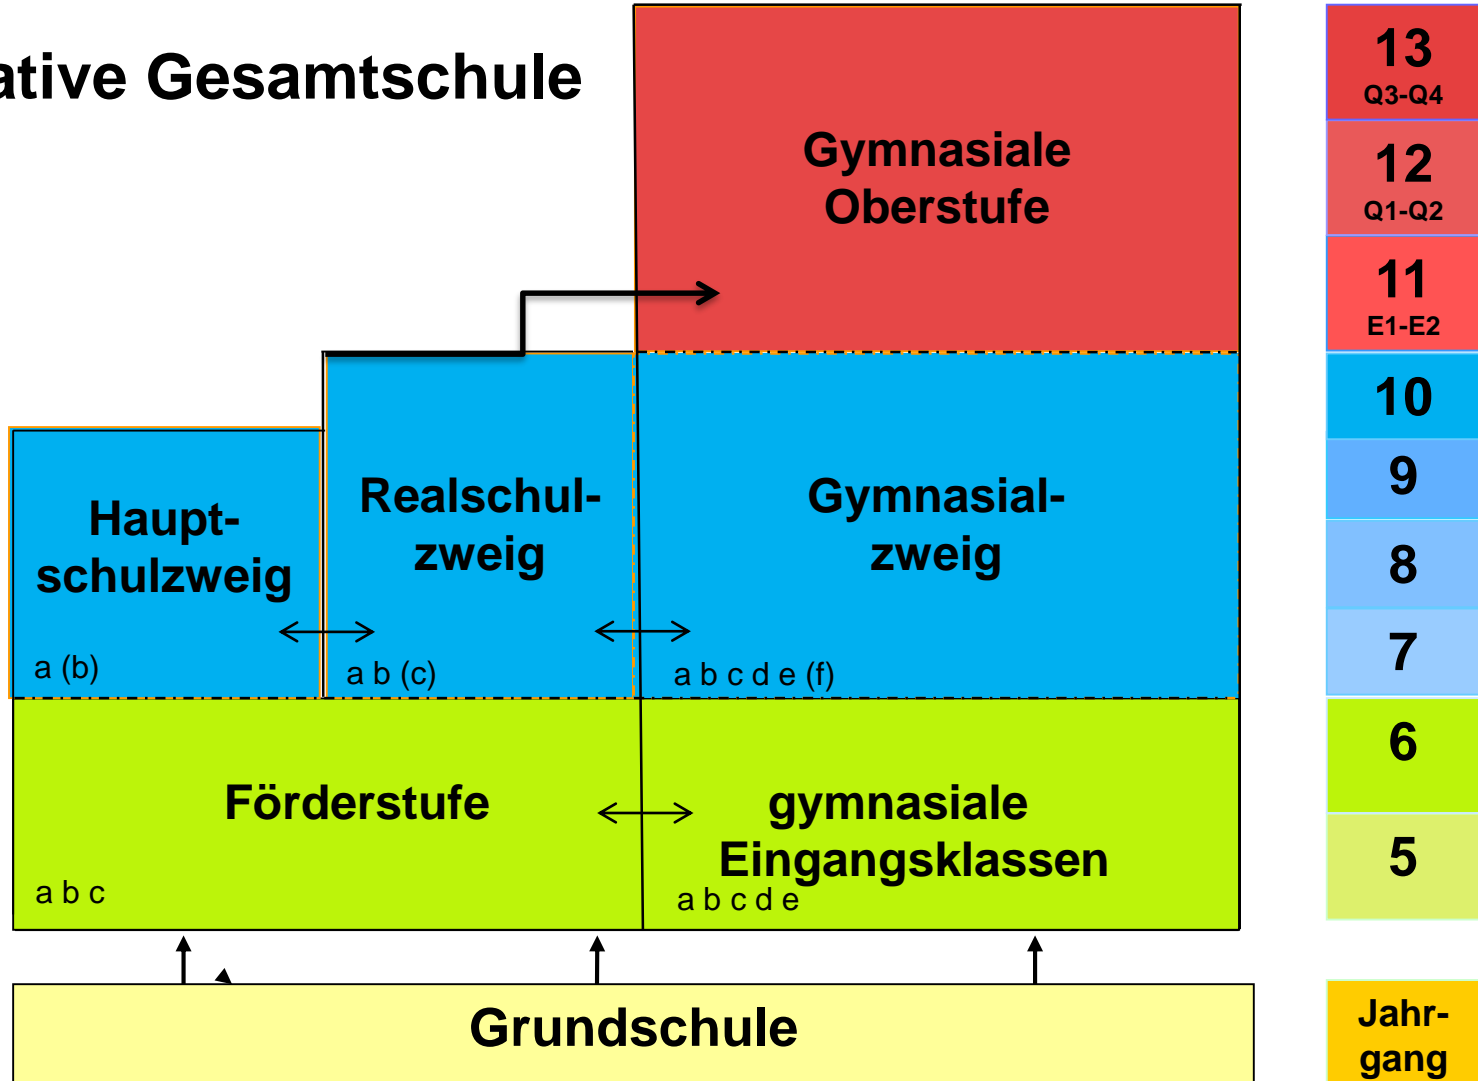 ative Gesamtschule
Gymnasiale
Oberstufe
Haupt-
schulzweig
a (b)
Realschul-
zweig
a b (c)
Gymnasial-
zweig
a b c d e (f)
Förderstufe
a b c
gymnasiale
Eingangsklassen
a b c d e
Grundschule
13
Q3-Q4
12
Q1-Q2
11
E1-E2
10
9
8
7
6
5
Jahr-
gang